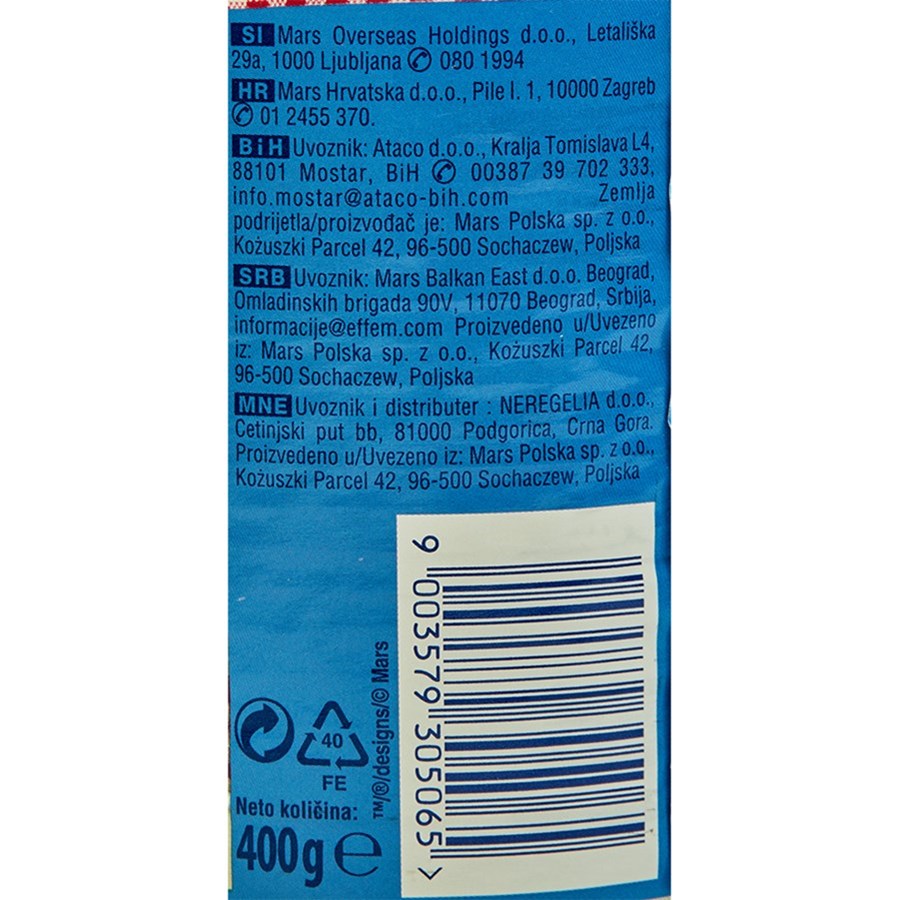 SI Mars Overseas Holdings d.o.o., Letališka
29a, 1000 Ljubljana ✆ 080 1994
HR Mars Hrvatska d.o.o., Pile I. 1, 10000 Zagreb
✆ 01 2455 370.
BiH Uvoznik: Ataco d.o.o., Kralja Tomislava L4,
88101 Mostar, BiH ✆ 00387 39 702 333,
info.mostar@ataco-bih.com Zemlja
podrijetla/proizvođač je: Mars Polska sp. z o.o.,
Kożuszki Parcel 42, 96-500 Sochaczew, Poljska
SRB Uvoznik: Mars Balkan East d.o.o. Beograd,
Omladinskih brigada 90V, 11070 Beograd, Srbija,
informacije@effem.com Proizvedeno u/Uvezeno
iz: Mars Polska sp. z o.o., Kożuszki Parcel 42,
96-500 Sochaczew, Poljska
MNE Uvoznik i distributer : NEREGELIA d.o.o.,
Cetinjski put bb, 81000 Podgorica, Crna Gora.
Proizvedeno u/Uvezeno iz: Mars Polska sp. z o.o.,
Kożuszki Parcel 42, 96-500 Sochaczew, Poljska
9 003579 305065 >
™/®/designs/© Mars
40
FE
Neto količina:
400g ℮